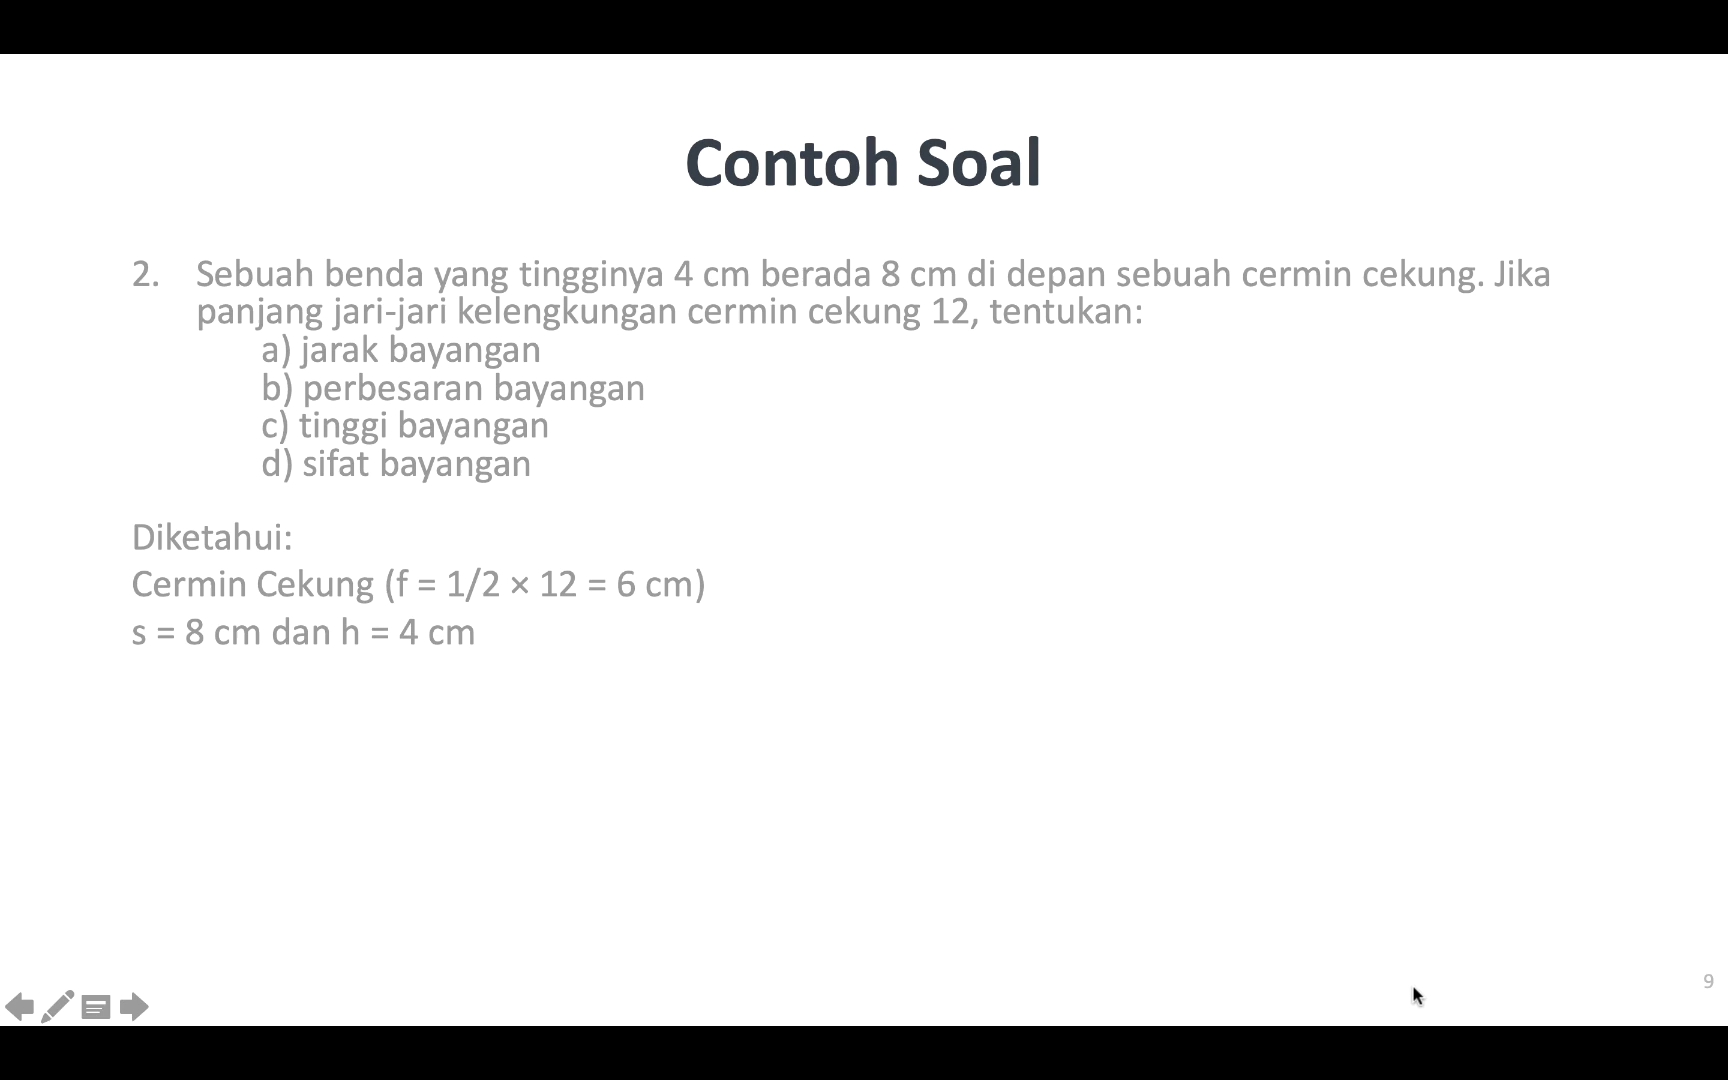 Contoh Soal
2. Sebuah benda yang tingginya 4 cm berada 8 cm di depan sebuah cermin cekung. Jika
panjang jari-jari kelengkungan cermin cekung 12, tentukan:
a) jarak bayangan
b) perbesaran bayangan
c) tinggi bayangan
d) sifat bayangan
Diketahui:
Cermin Cekung (f = 1/2 × 12 = 6 cm)
s = 8 cm dan h = 4 cm
9